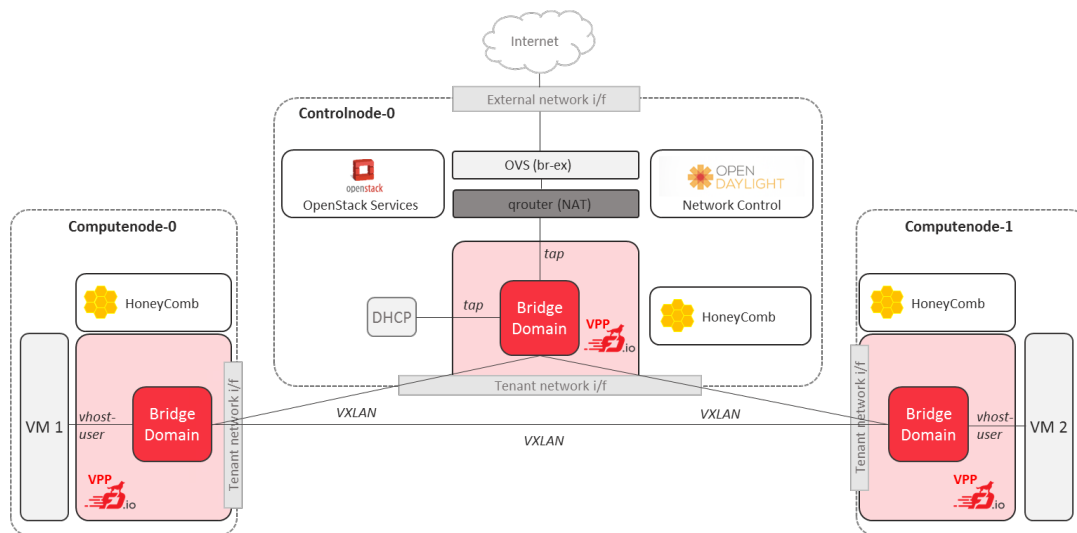 Internet
External network i/f
Controlnode-0
openstack
OpenStack Services
OVS (br-ex)
qrouter (NAT)
OPEN
DAYLIGHT
Network Control
tap
DHCP
tap
Bridge
Domain
VPP
.io
HoneyComb
Tenant network i/f
Computenode-0
HoneyComb
VM 1
vhost-
user
Bridge
Domain
VPP
.io
Tenant network i/f
VXLAN
VXLAN
VXLAN
Computenode-1
HoneyComb
Tenant network i/f
Bridge
Domain
vhost-
user
VM 2
VPP
.io